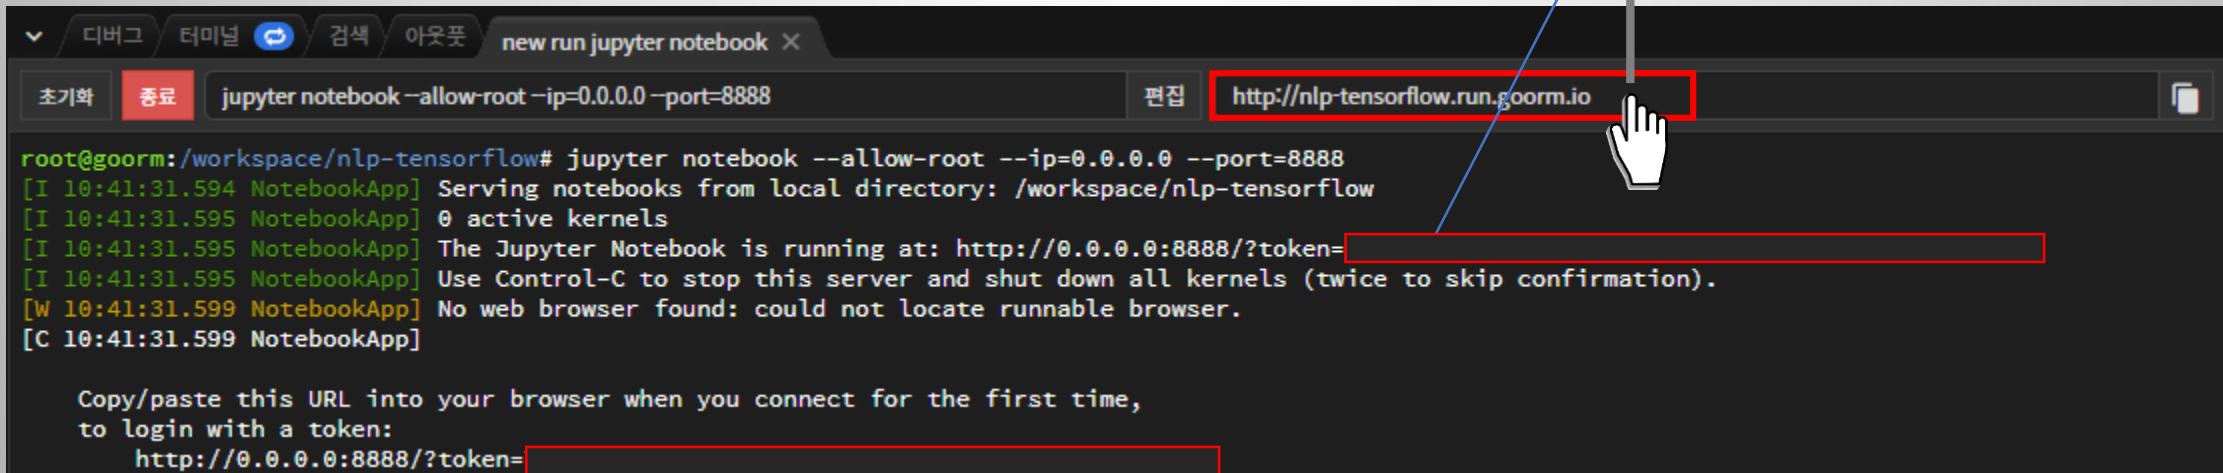 디버그 터미널 검색 아웃풋 new run jupyter notebook
초기화 종료 jupyter notebook --allow-root --ip=0.0.0.0 --port=8888 편집 http://nlp-tensorflow.run.goorm.io
root@goorm:/workspace/nlp-tensorflow# jupyter notebook --allow-root --ip=0.0.0.0 --port=8888
[I 10:41:31.594 NotebookApp] Serving notebooks from local directory: /workspace/nlp-tensorflow
[I 10:41:31.595 NotebookApp] 0 active kernels
[I 10:41:31.595 NotebookApp] The Jupyter Notebook is running at: http://0.0.0.0:8888/?token=
[I 10:41:31.595 NotebookApp] Use Control-C to stop this server and shut down all kernels (twice to skip confirmation).
[W 10:41:31.599 NotebookApp] No web browser found: could not locate runnable browser.
[C 10:41:31.599 NotebookApp]
Copy/paste this URL into your browser when you connect for the first time,
to login with a token:
http://0.0.0.0:8888/?token=